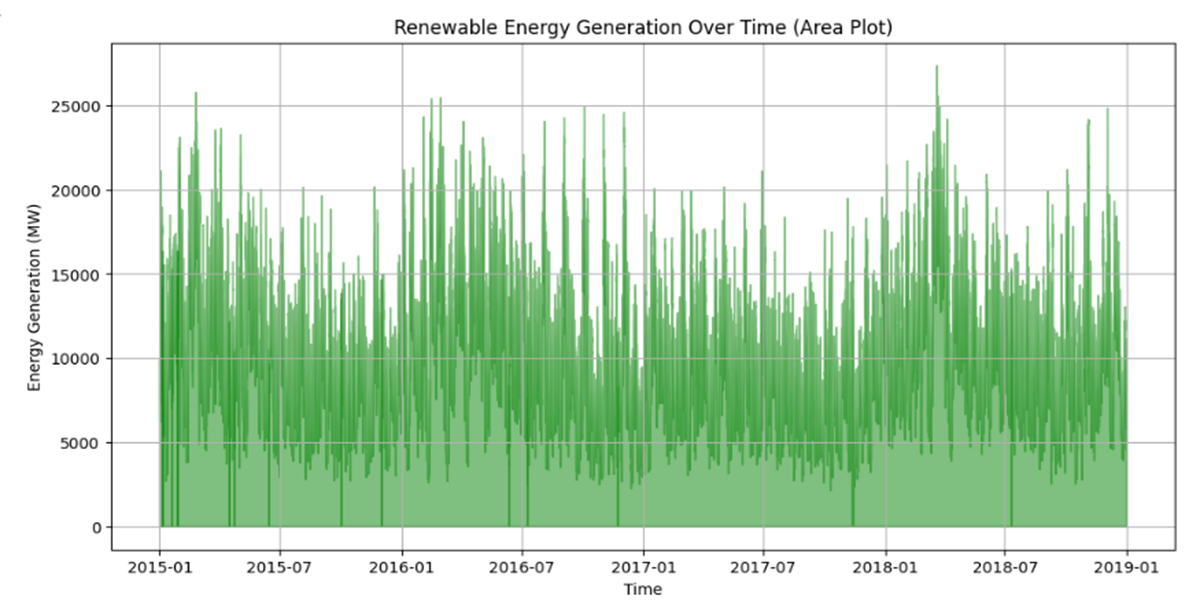 Renewable Energy Generation Over Time (Area Plot)
Energy Generation (MW)
25000
20000
15000
10000
5000
0
2015-01 2015-07 2016-01 2016-07 2017-01 2017-07 2018-01 2018-07 2019-01
Time